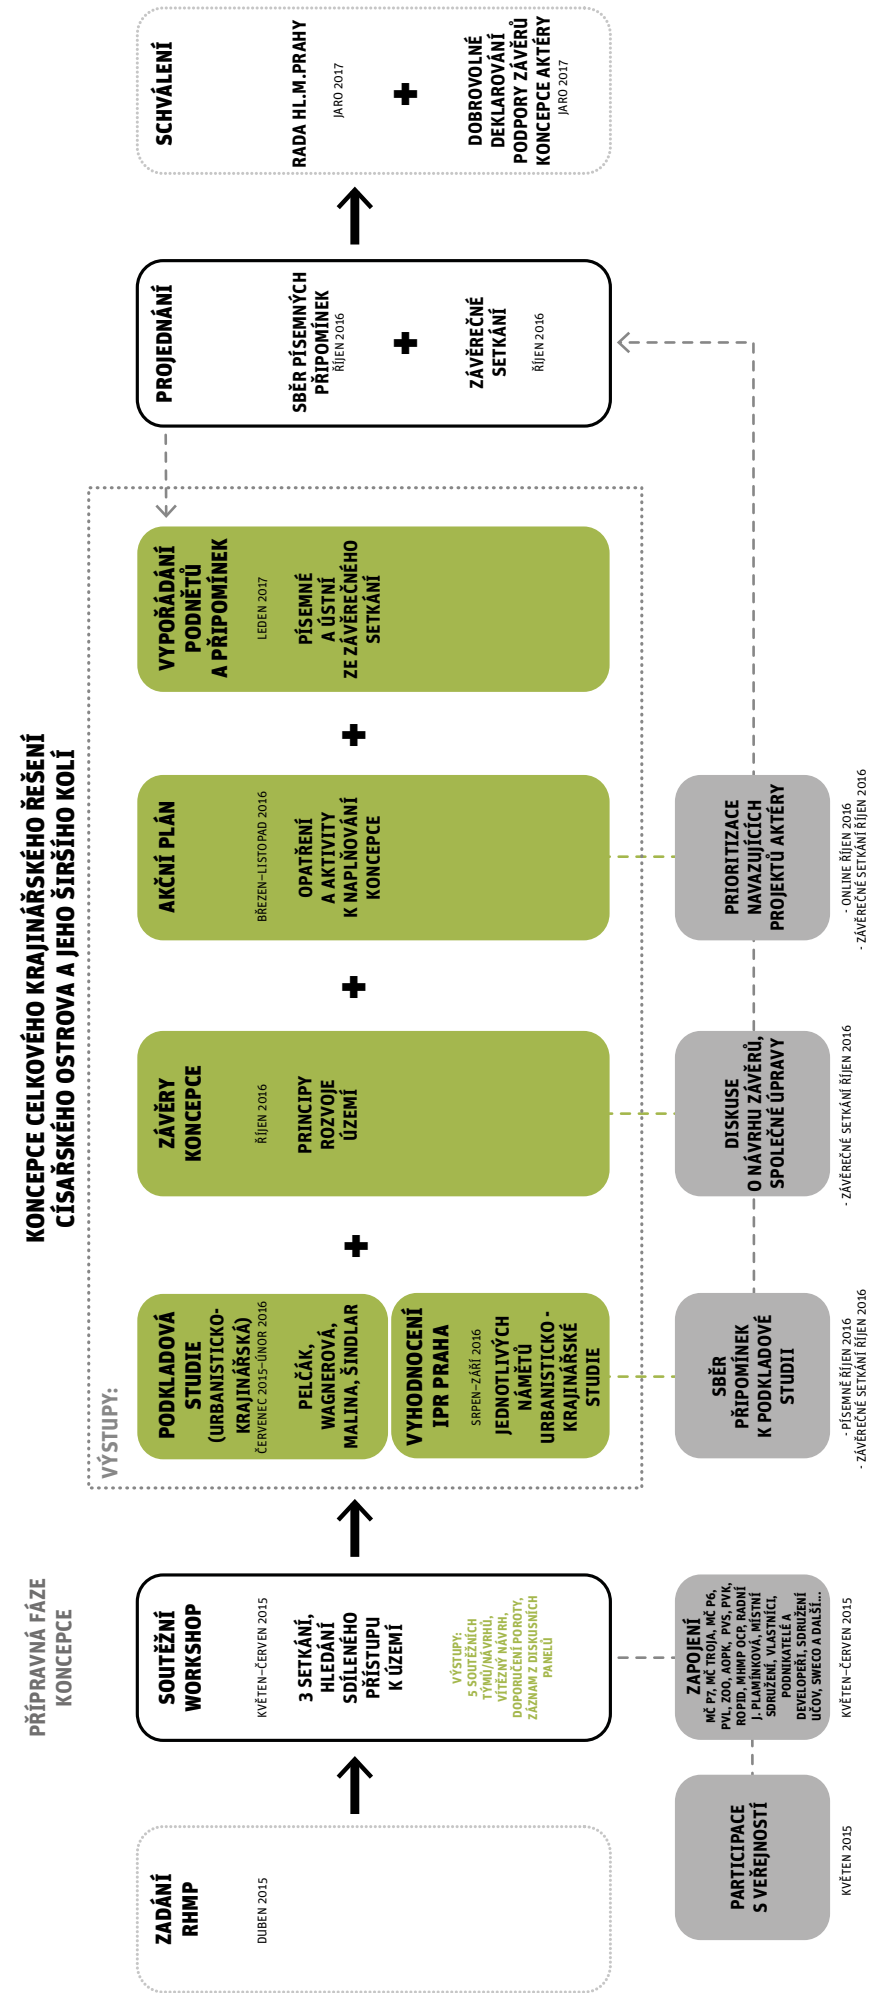 PŘÍPRAVNÁ FÁZE
KONCEPCE
KONCEPCE CELKOVÉHO KRAJINÁŘSKÉHO ŘEŠENÍ
CÍSAŘSKÉHO OSTROVA A JEHO ŠIRŠÍHO KOLÍ
ZADÁNÍ
RHMP
DUBEN 2015
SOUTĚŽNÍ
WORKSHOP
KVĚTEN–ČERVEN 2015
3 SETKÁNÍ,
HLEDÁNÍ
SDÍLENÉHO
PŘÍSTUPU
K ÚZEMÍ
VÝSTUPY:
5 SOUTĚŽNÍCH
TÝMŮ/NÁVRHŮ,
VÍTĚZNÝ NÁVRH,
DOPORUČENÍ POROTY,
ZÁZNAM Z DISKUSNÍCH
PANELŮ
VÝSTUPY:
PODKLADOVÁ
STUDIE
(URBANISTICKO-
KRAJINÁŘSKÁ)
ČERVENEC 2015–ÚNOR 2016
PELČÁK,
WAGNEROVÁ,
MALINA, ŠINDLAR
VYHODNOCENÍ
IPR PRAHA
SRPEN–ZÁŘÍ 2016
JEDNOTLIVÝCH
NÁMĚTŮ
URBANISTICKO -
KRAJINÁŘSKÉ
STUDIE
ZÁVĚRY
KONCEPCE
ŘÍJEN 2016
PRINCIPY
ROZVOJE
ÚZEMÍ
AKČNÍ PLÁN
BŘEZEN–LISTOPAD 2016
OPATŘENÍ
A AKTIVITY
K NAPLŇOVÁNÍ
KONCEPCE
VYPOŘÁDÁNÍ
PODNĚTŮ
A PŘIPOMÍNEK
LEDEN 2017
PÍSEMNÉ
A ÚSTNÍ
ZE ZÁVĚREČNÉHO
SETKÁNÍ
PROJEDNÁNÍ
SBĚR PÍSEMNÝCH
PŘIPOMÍNEK
ŘÍJEN 2016
ZÁVĚREČNÉ
SETKÁNÍ
ŘÍJEN 2016
SCHVÁLENÍ
RADA HL.M.PRAHY
JARO 2017
DOBROVOLNÉ
DEKLAROVÁNÍ
PODPORY ZÁVĚRŮ
KONCEPCE AKTÉRY
JARO 2017
PARTICIPACE
S VEŘEJNOSTÍ
KVĚTEN 2015
ZAPOJENÍ
MČ P7, MČ TROJA, MČ P6,
PVL, ZOO, AOPK, PVS, PVK,
ROPID, MHMP OCP, RADNÍ
J. PLAMÍNKOVÁ, MÍSTNÍ
SDRUŽENÍ, VLASTNÍCI,
PODNIKATELÉ A
DEVELOPEŘI, SDRUŽENÍ
UČOV, SWECO A DALŠÍ...
KVĚTEN–ČERVEN 2015
SBĚR
PŘIPOMÍNEK
K PODKLADOVÉ
STUDII
- PÍSEMNĚ ŘÍJEN 2016
- ZÁVĚREČNÉ SETKÁNÍ ŘÍJEN 2016
DISKUSE
O NÁVRHU ZÁVĚRŮ,
SPOLEČNÉ ÚPRAVY
- ZÁVĚREČNÉ SETKÁNÍ ŘÍJEN 2016
PRIORITIZACE
NAVAZUJÍCÍCH
PROJEKTŮ AKTÉRY
- ONLINE ŘÍJEN 2016
- ZÁVĚREČNÉ SETKÁNÍ ŘÍJEN 2016